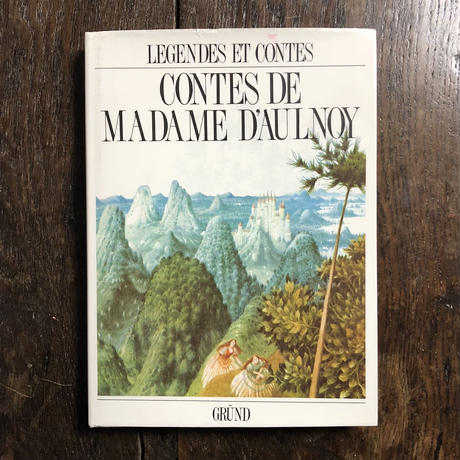 LEGENDES ET CONTES
CONTES DE
MADAME D'AULNOY
GRÜND